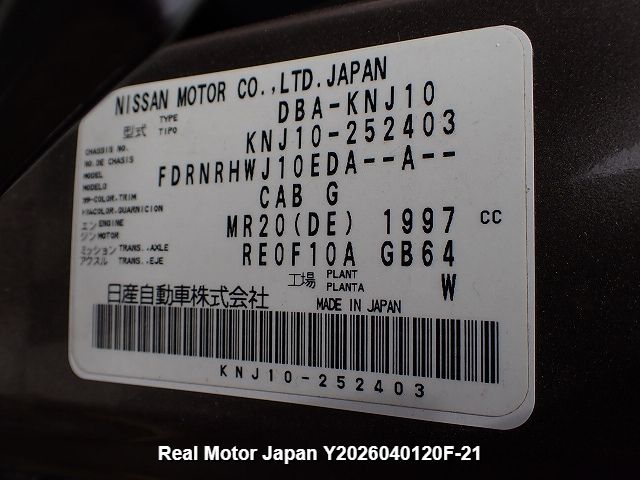 NISSAN MOTOR CO.,LTD.JAPAN
型式 TYPE TIPO DBA-KNJ10
CHASSIS NO. NO.DE CHASIS KNJ10-252403
MODEL MODELO FDRNRHWJ10EDA--A--
COLOR,TRIM COLOR,GUARNICION CAB G
エンジン ENGINE MOTOR MR20(DE) 1997 CC
ミッション アクスル TRANS.,AXLE TRANS.,EJE RE0F10A GB64
工場 PLANT PLANTA W
日産自動車株式会社 MADE IN JAPAN
KNJ10-252403
Real Motor Japan Y2026040120F-21